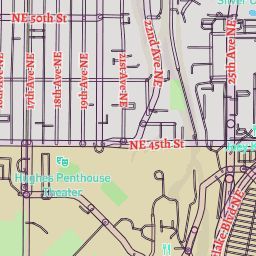 NE 50th St
17th Ave NE
18th Ave NE
19th Ave NE
21st Ave NE
22nd Ave NE
25th Ave NE
NE 45th St
Hughes Penthouse
Theater